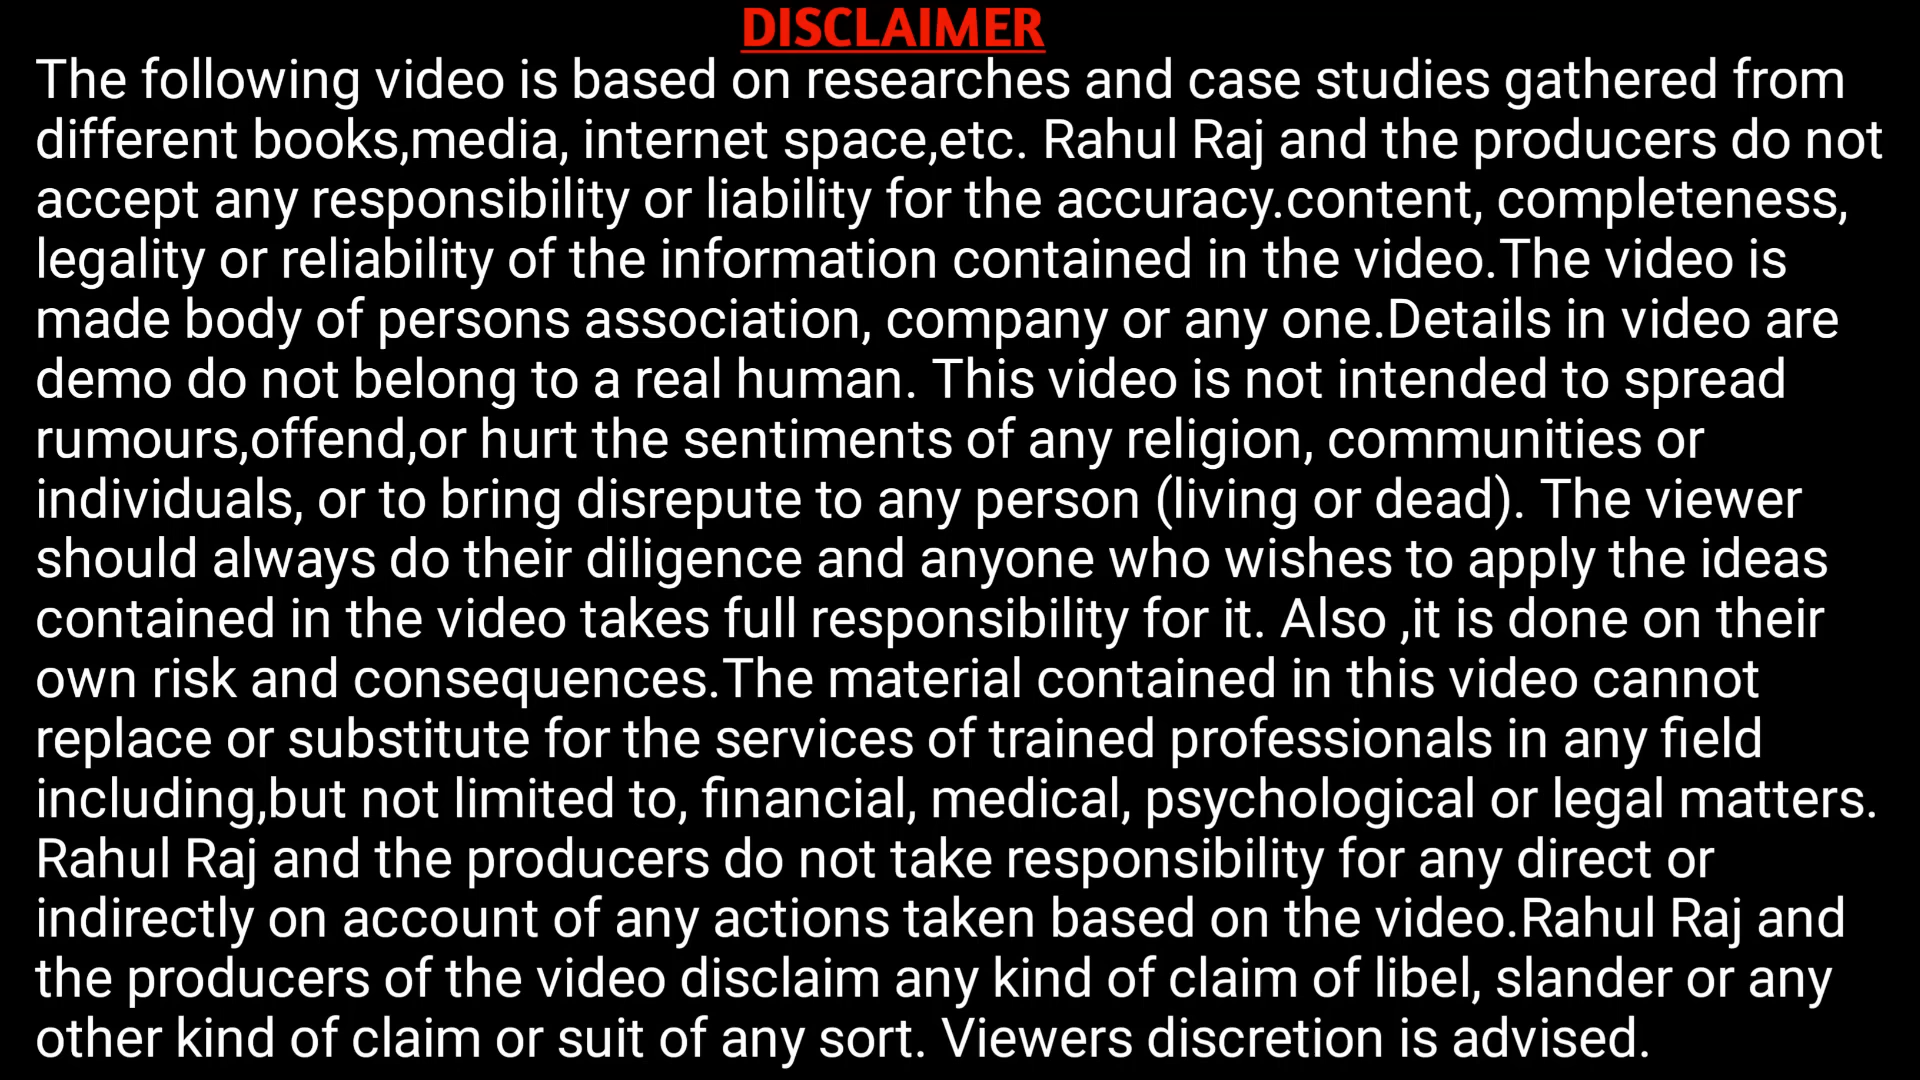 DISCLAIMER
The following video is based on researches and case studies gathered from
different books,media, internet space,etc. Rahul Raj and the producers do not
accept any responsibility or liability for the accuracy.content, completeness,
legality or reliability of the information contained in the video.The video is
made body of persons association, company or any one.Details in video are
demo do not belong to a real human. This video is not intended to spread
rumours,offend,or hurt the sentiments of any religion, communities or
individuals, or to bring disrepute to any person (living or dead). The viewer
should always do their diligence and anyone who wishes to apply the ideas
contained in the video takes full responsibility for it. Also ,it is done on their
own risk and consequences.The material contained in this video cannot
replace or substitute for the services of trained professionals in any field
including,but not limited to, financial, medical, psychological or legal matters.
Rahul Raj and the producers do not take responsibility for any direct or
indirectly on account of any actions taken based on the video.Rahul Raj and
the producers of the video disclaim any kind of claim of libel, slander or any
other kind of claim or suit of any sort. Viewers discretion is advised.